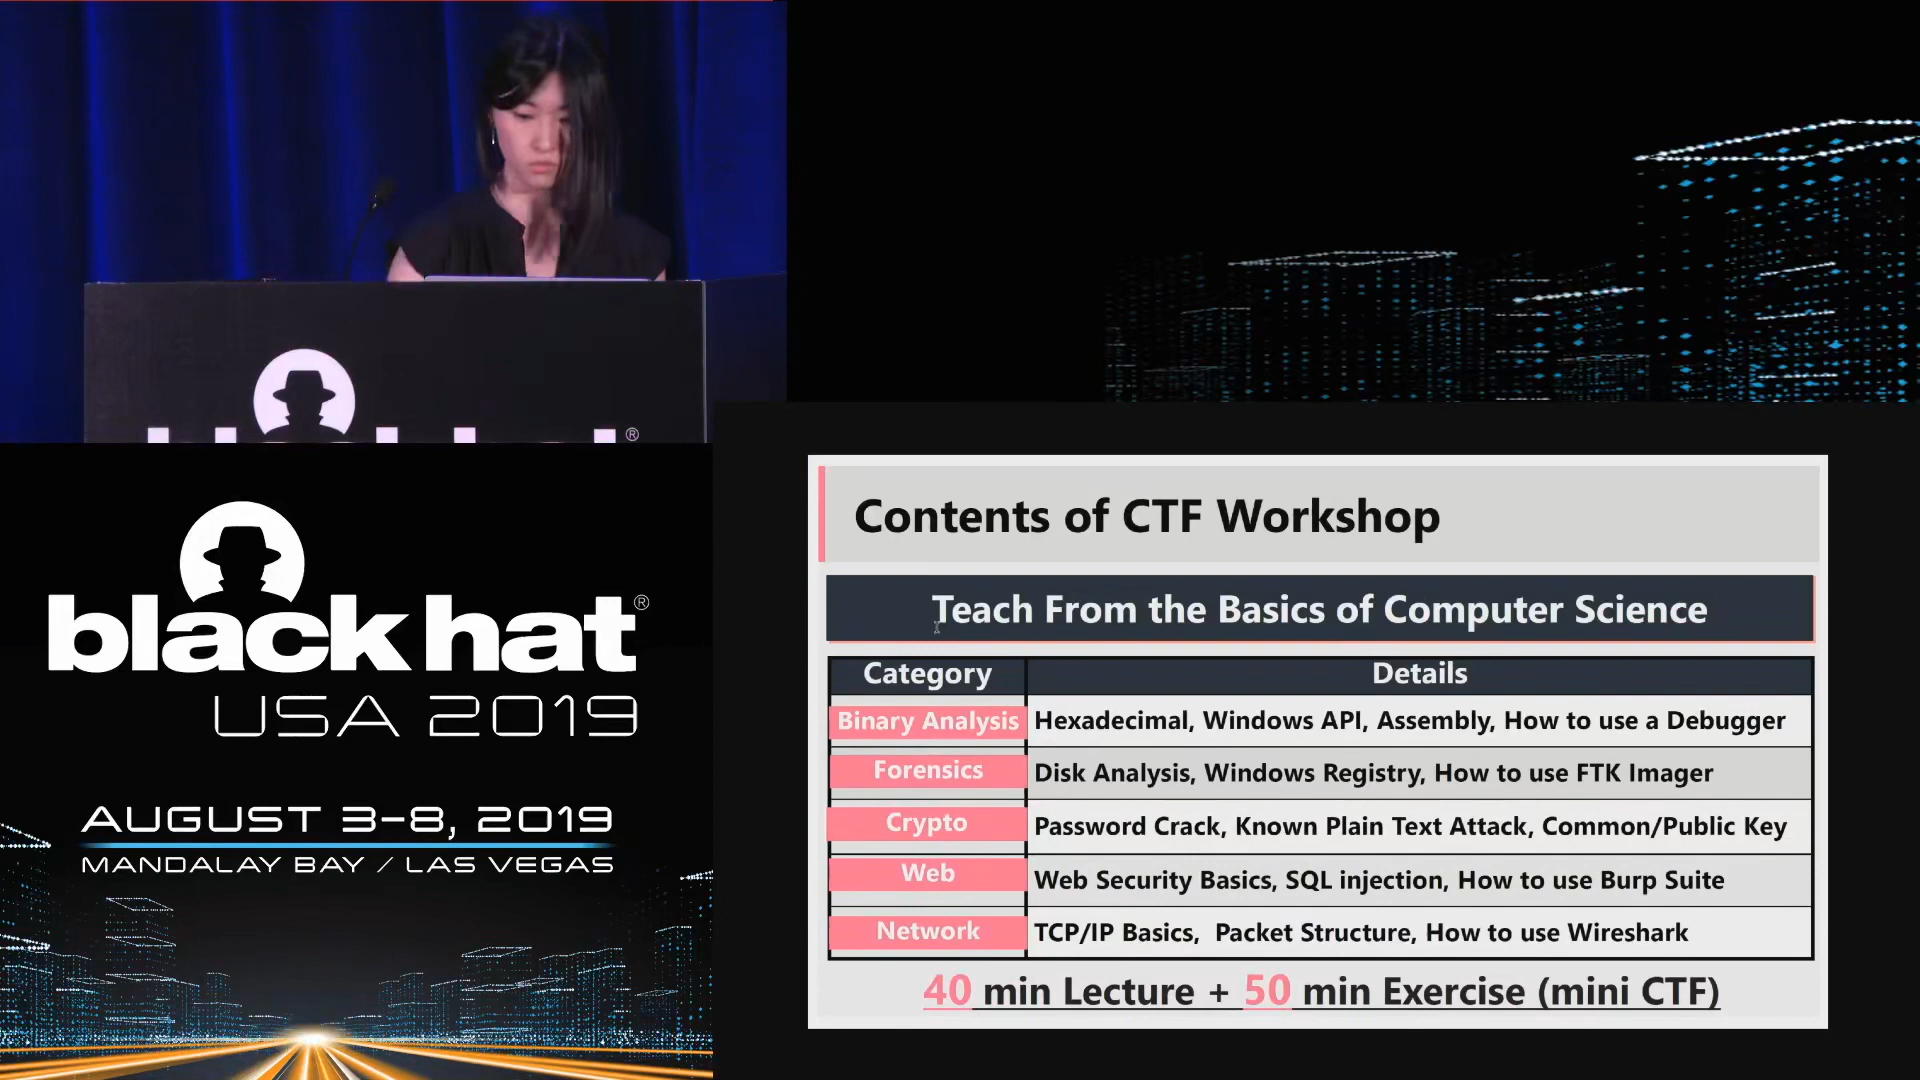 ®
black hat®
USA 2019
AUGUST 3-8, 2019
MANDALAY BAY / LAS VEGAS
Contents of CTF Workshop
Teach From the Basics of Computer Science
Category Details
Binary Analysis Hexadecimal, Windows API, Assembly, How to use a Debugger
Forensics Disk Analysis, Windows Registry, How to use FTK Imager
Crypto Password Crack, Known Plain Text Attack, Common/Public Key
Web Web Security Basics, SQL injection, How to use Burp Suite
Network TCP/IP Basics, Packet Structure, How to use Wireshark
40 min Lecture + 50 min Exercise (mini CTF)